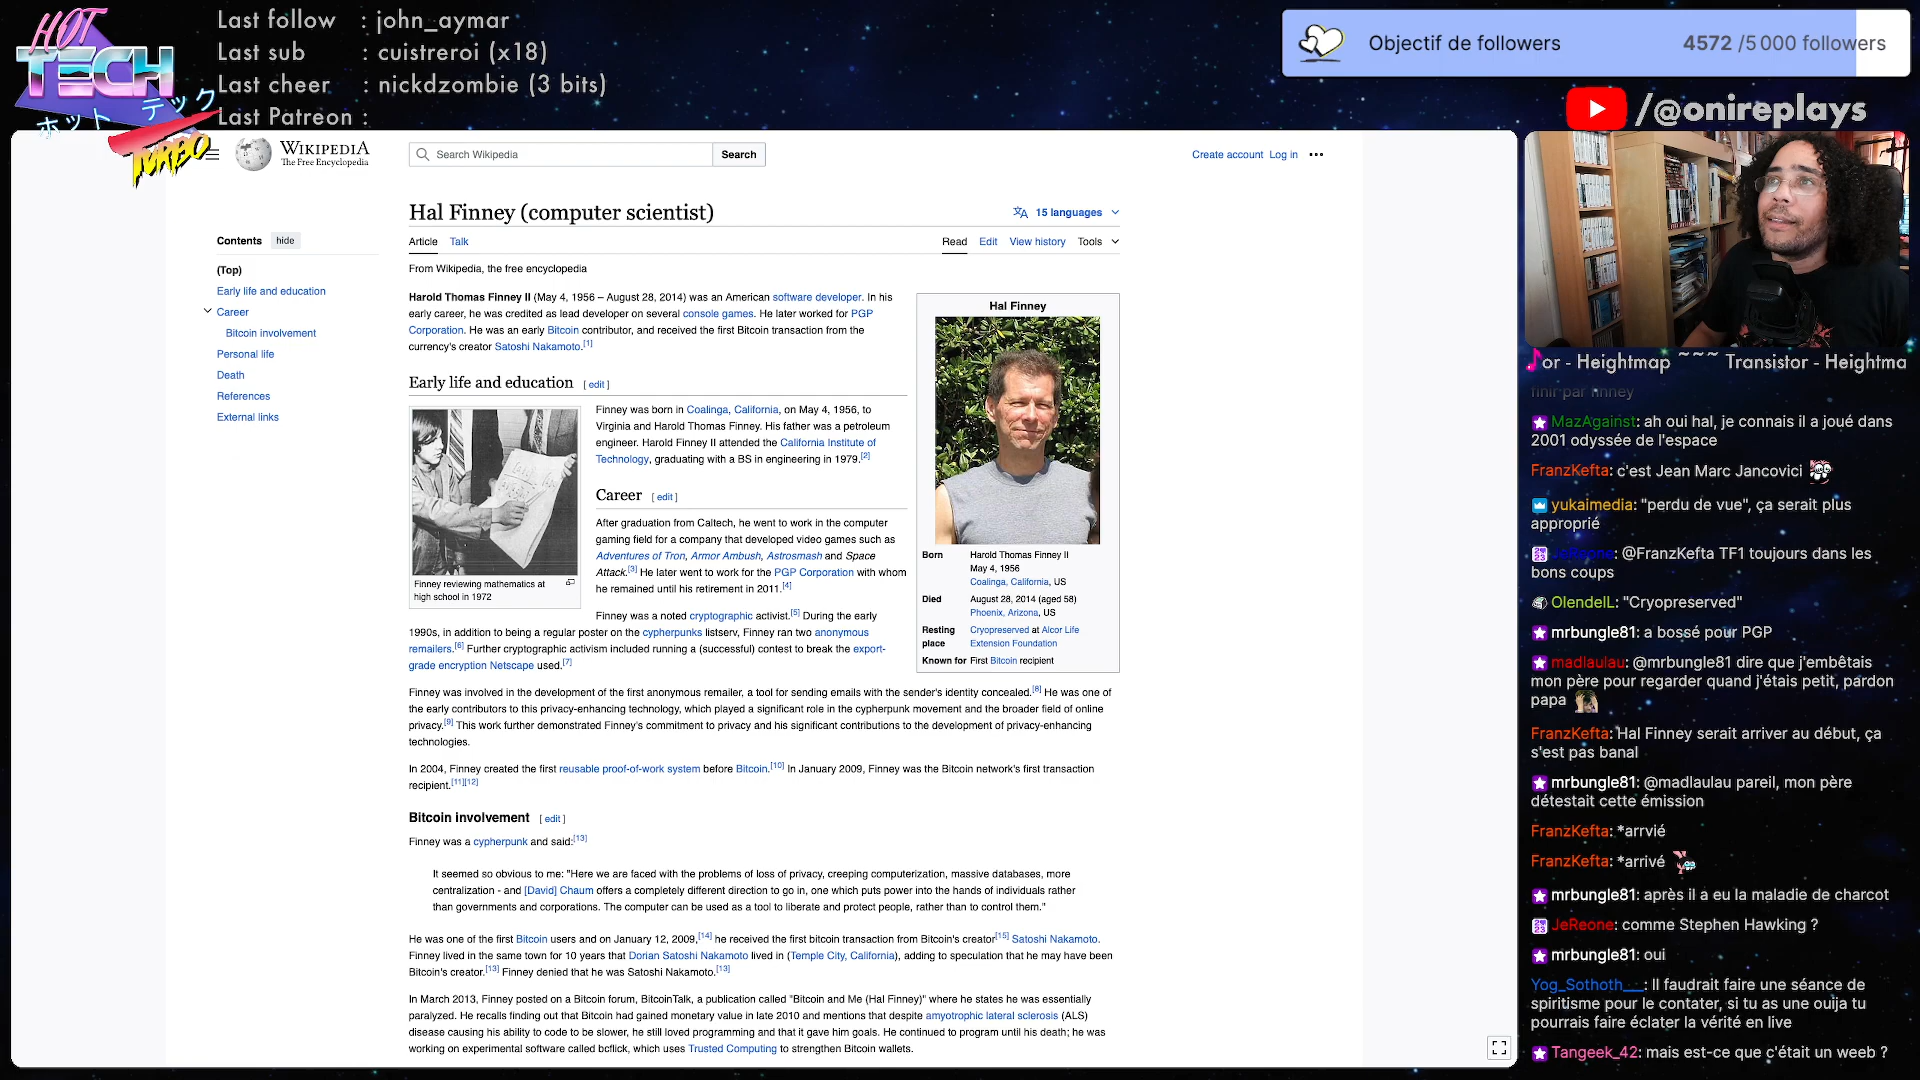 HOT
TECH
ホット テック
TURBO
Last follow : john_aymar
Last sub : cuistreroi (x18)
Last cheer : nickdzombie (3 bits)
Last Patreon :
Objectif de followers 4572 /5 000 followers
/@onireplays
WIKIPEDIA
The Free Encyclopedia
Search Wikipedia
Search
Create account Log in
Contents hide
(Top)
Early life and education
Career
Bitcoin involvement
Personal life
Death
References
External links
Hal Finney (computer scientist)
15 languages
Article Talk
Read Edit View history Tools
From Wikipedia, the free encyclopedia
Harold Thomas Finney II (May 4, 1956 – August 28, 2014) was an American software developer. In his
early career, he was credited as lead developer on several console games. He later worked for PGP
Corporation. He was an early Bitcoin contributor, and received the first Bitcoin transaction from the
currency's creator Satoshi Nakamoto.[1]
Early life and education [ edit ]
Finney reviewing mathematics at
high school in 1972
Finney was born in Coalinga, California, on May 4, 1956, to
Virginia and Harold Thomas Finney. His father was a petroleum
engineer. Harold Finney II attended the California Institute of
Technology, graduating with a BS in engineering in 1979.[2]
Career [ edit ]
After graduation from Caltech, he went to work in the computer
gaming field for a company that developed video games such as
Adventures of Tron, Armor Ambush, Astrosmash and Space
Attack.[3] He later went to work for the PGP Corporation with whom
he remained until his retirement in 2011.[4]
Finney was a noted cryptographic activist.[5] During the early
1990s, in addition to being a regular poster on the cypherpunks listserv, Finney ran two anonymous
remailers.[6] Further cryptographic activism included running a (successful) contest to break the export-
grade encryption Netscape used.[7]
Hal Finney
Born Harold Thomas Finney II
May 4, 1956
Coalinga, California, US
Died August 28, 2014 (aged 58)
Phoenix, Arizona, US
Resting place Cryopreserved at Alcor Life
Extension Foundation
Known for First Bitcoin recipient
Finney was involved in the development of the first anonymous remailer, a tool for sending emails with the sender's identity concealed.[8] He was one of
the early contributors to this privacy-enhancing technology, which played a significant role in the cypherpunk movement and the broader field of online
privacy.[9] This work further demonstrated Finney's commitment to privacy and his significant contributions to the development of privacy-enhancing
technologies.
In 2004, Finney created the first reusable proof-of-work system before Bitcoin.[10] In January 2009, Finney was the Bitcoin network's first transaction
recipient.[11][12]
Bitcoin involvement [ edit ]
Finney was a cypherpunk and said:[13]
It seemed so obvious to me: "Here we are faced with the problems of loss of privacy, creeping computerization, massive databases, more
centralization - and [David] Chaum offers a completely different direction to go in, one which puts power into the hands of individuals rather
than governments and corporations. The computer can be used as a tool to liberate and protect people, rather than to control them."
He was one of the first Bitcoin users and on January 12, 2009,[14] he received the first bitcoin transaction from Bitcoin's creator[15] Satoshi Nakamoto.
Finney lived in the same town for 10 years that Dorian Satoshi Nakamoto lived in (Temple City, California), adding to speculation that he may have been
Bitcoin's creator.[13] Finney denied that he was Satoshi Nakamoto.[13]
In March 2013, Finney posted on a Bitcoin forum, BitcoinTalk, a publication called "Bitcoin and Me (Hal Finney)" where he states he was essentially
paralyzed. He recalls finding out that Bitcoin had gained monetary value in late 2010 and mentions that despite amyotrophic lateral sclerosis (ALS)
disease causing his ability to code to be slower, he still loved programming and that it gave him goals. He continued to program until his death; he was
working on experimental software called bcflick, which uses Trusted Computing to strengthen Bitcoin wallets.
or - Heightmap ~~~ Transistor - Heightma
finir par finney
MazAgainst: ah oui hal, je connais il a joué dans
2001 odyssée de l'espace
FranzKefta: c'est Jean Marc Jancovici
yukaimedia: "perdu de vue", ça serait plus
approprié
JeReone: @FranzKefta TF1 toujours dans les
bons coups
OlendelL: "Cryopreserved"
mrbungle81: a bossé pour PGP
madlaulau: @mrbungle81 dire que j'embêtais
mon père pour regarder quand j'étais petit, pardon
papa
FranzKefta: Hal Finney serait arriver au début, ça
s'est pas banal
mrbungle81: @madlaulau pareil, mon père
détestait cette émission
FranzKefta: *arrvié
FranzKefta: *arrivé
mrbungle81: après il a eu la maladie de charcot
JeReone: comme Stephen Hawking ?
mrbungle81: oui
Yog_Sothoth__: Il faudrait faire une séance de
spiritisme pour le contater, si tu as une ouija tu
pourrais faire éclater la vérité en live
Tangeek_42: mais est-ce que c'était un weeb ?